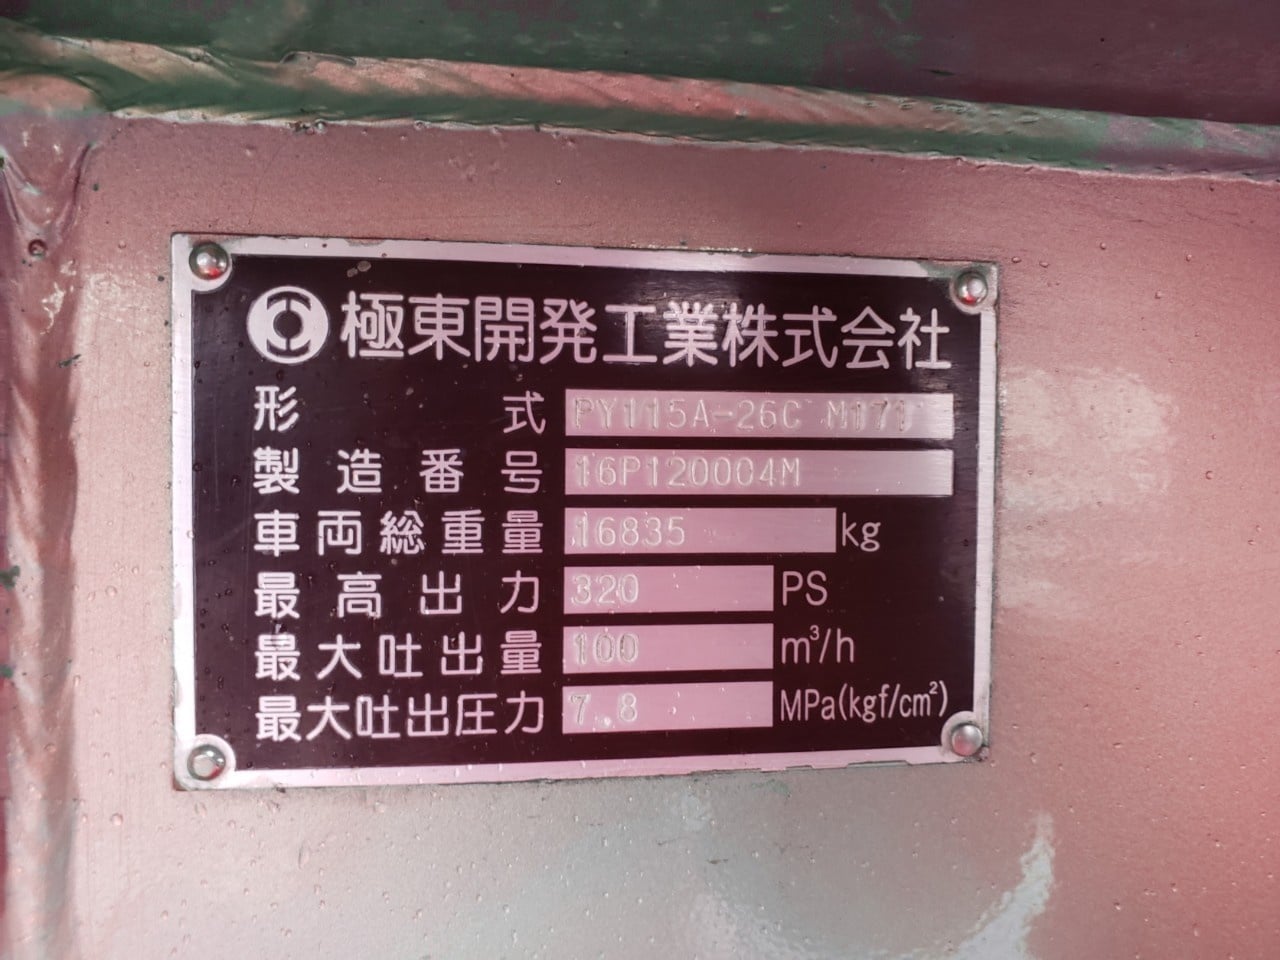 極東開発工業株式会社
形式 PY115A-26C M171
製造番号 16P120004M
車両総重量 16835 kg
最高出力 320 PS
最大吐出量 100 m³/h
最大吐出圧力 7.8 MPa(kgf/cm²)